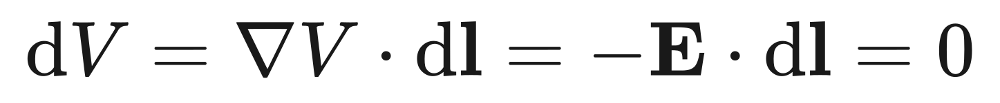 dV = ∇V · d𝐥 = −𝐄 · d𝐥 = 0